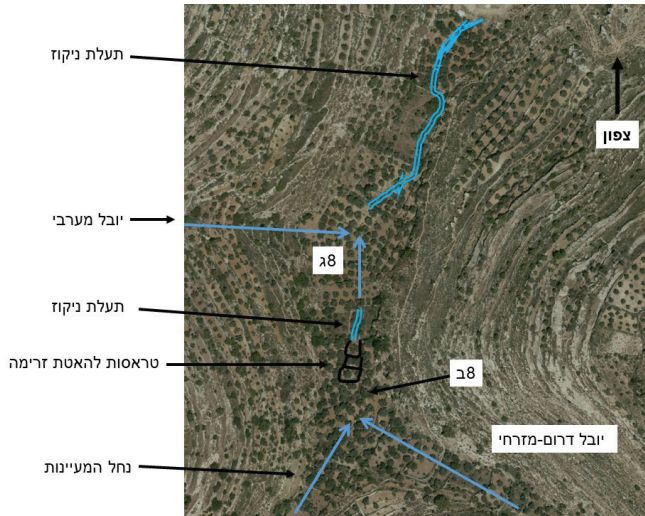 תעלת ניקוז
צפון
יובל מערבי
8ג
תעלת ניקוז
טראסות להאטת זרימה
8ב
יובל דרום-מזרחי
נחל המעיינות